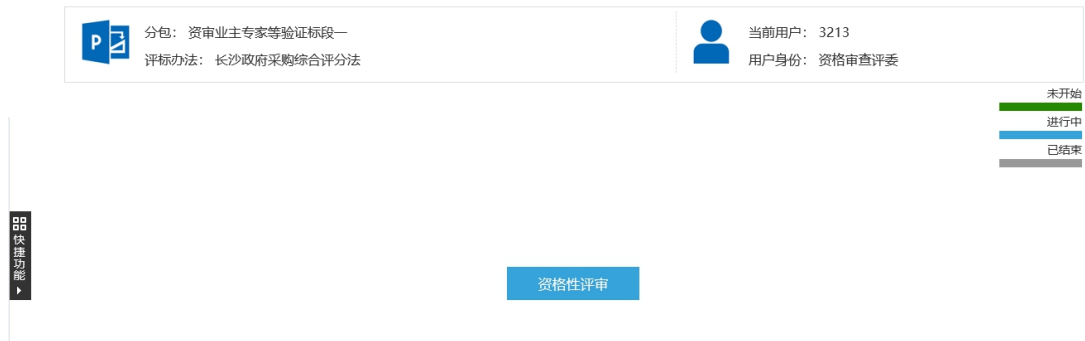 分包： 资审业主专家等验证标段一
评标办法： 长沙政府采购综合评分法
当前用户： 3213
用户身份： 资格审查评委
未开始
进行中
已结束
快捷功能
资格性评审